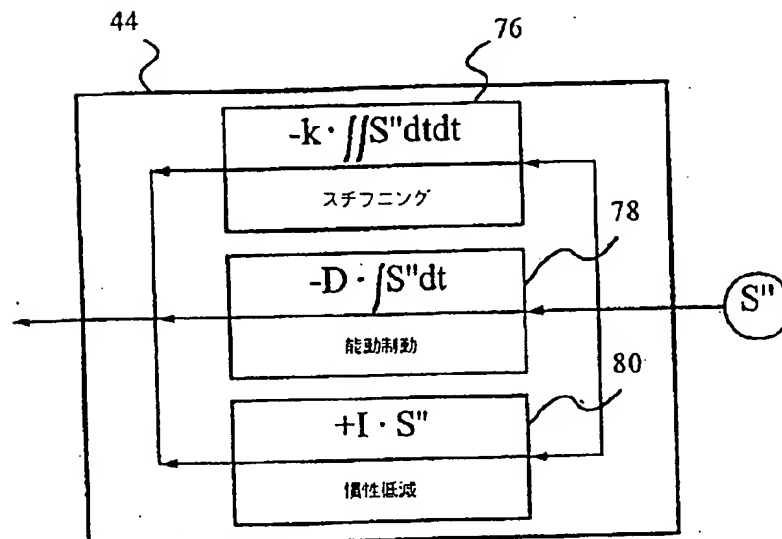 44
76
-k · ∬S"dtdt
スチフニング
78
-D · ∫S"dt
能動制動
S"
80
+I · S"
慣性低減